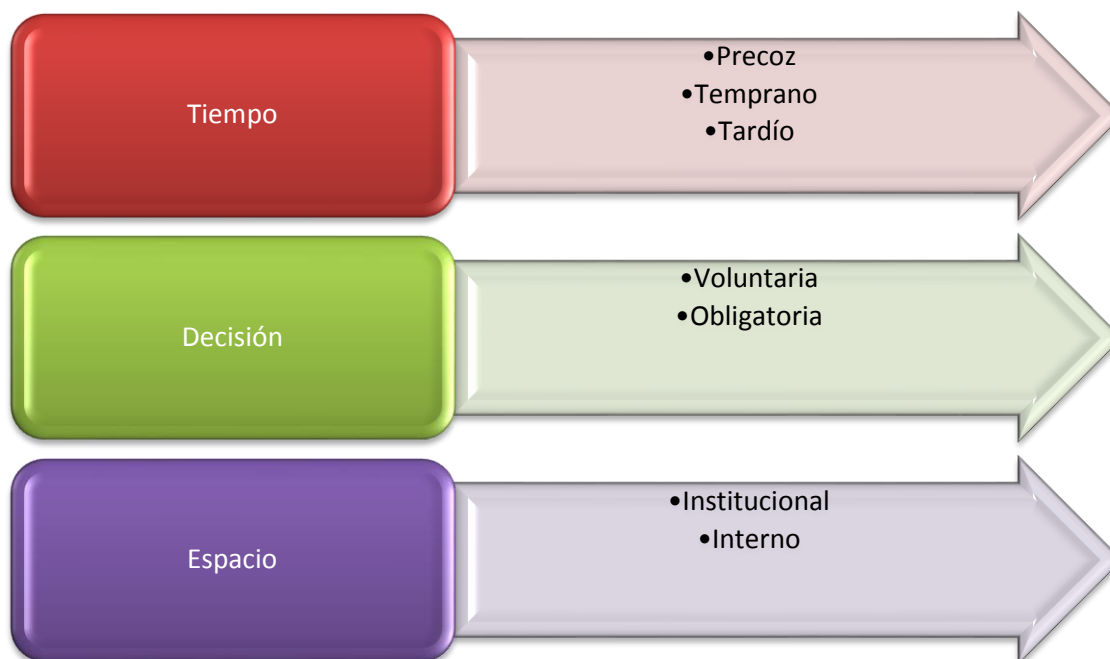 Tiempo
•Precoz
•Temprano
•Tardío
Decisión
•Voluntaria
•Obligatoria
Espacio
•Institucional
•Interno